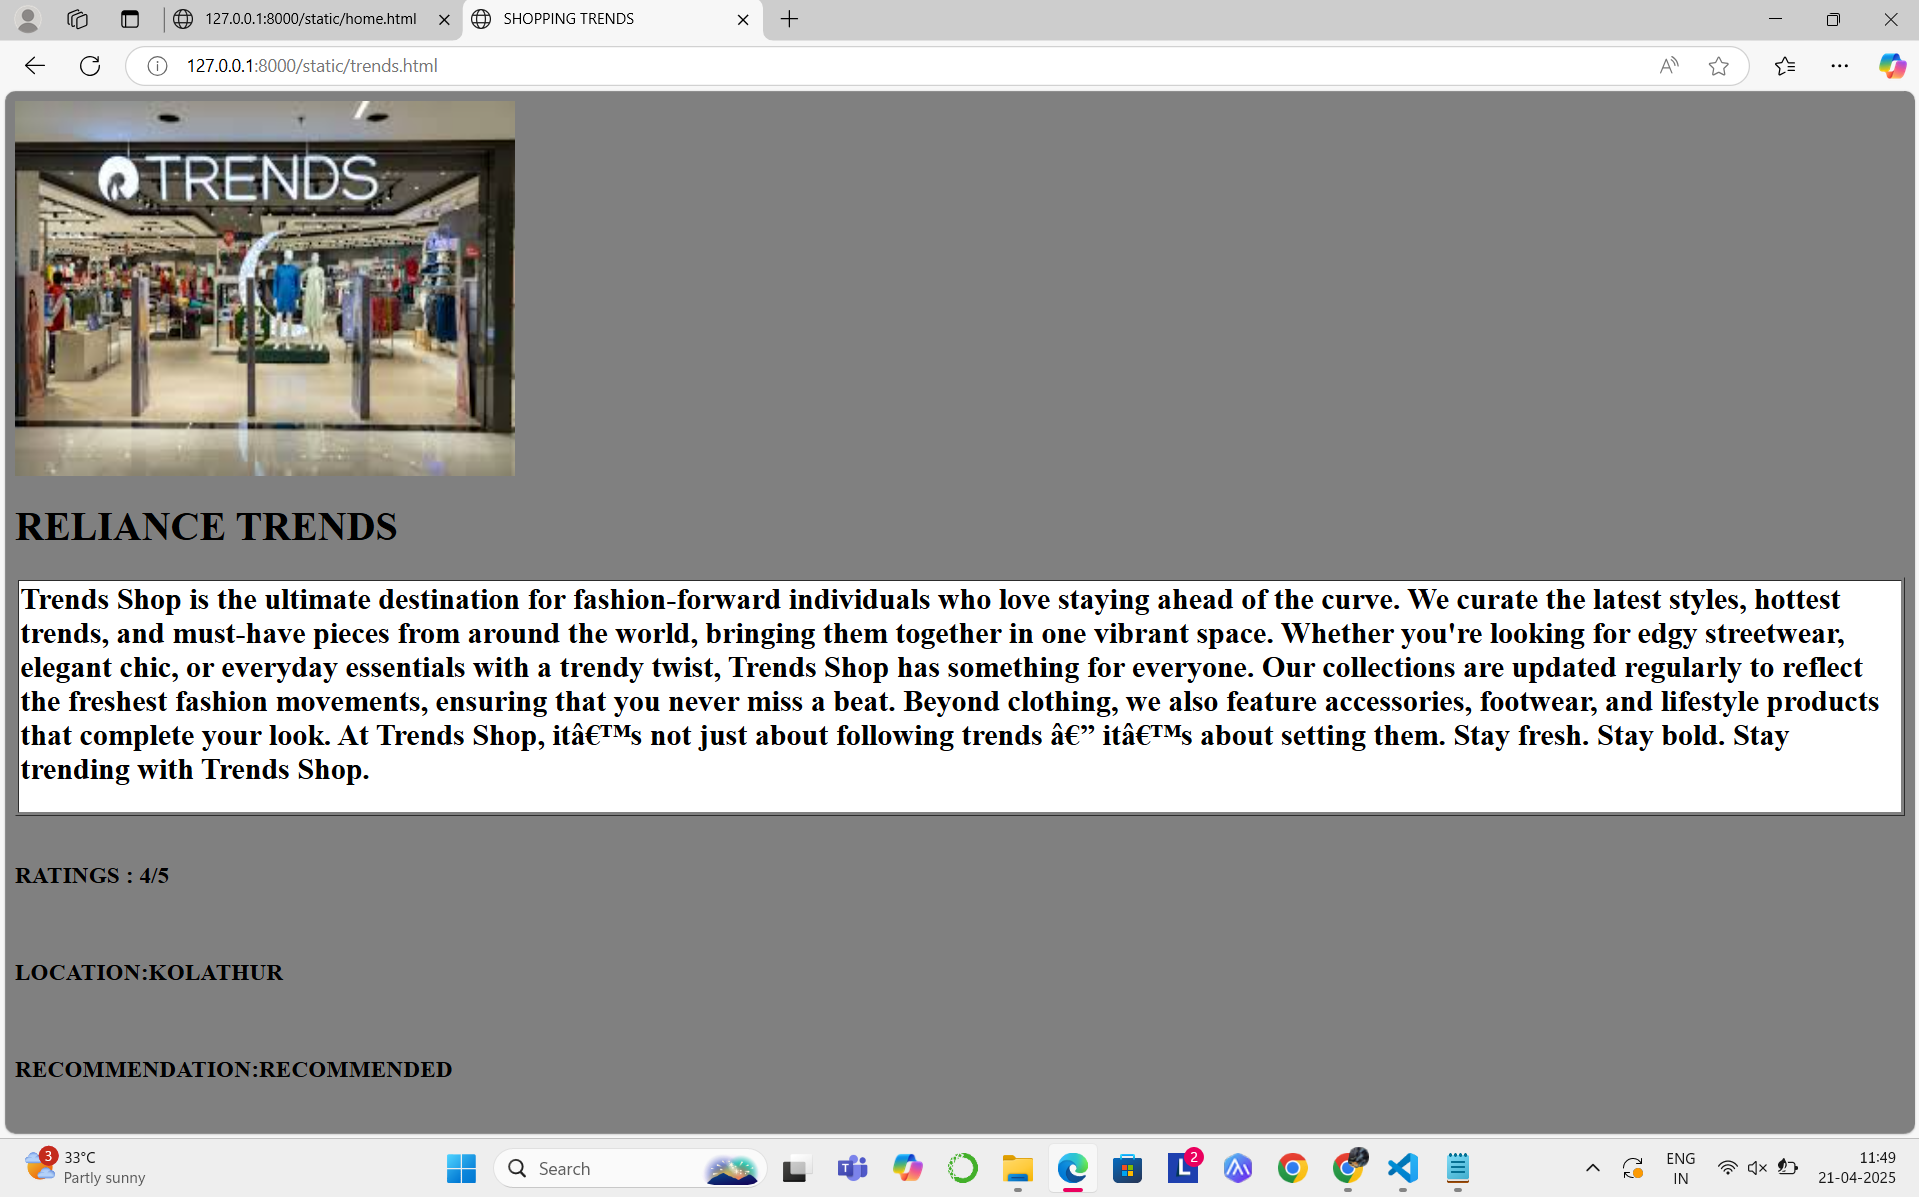 127.0.0.1:8000/static/home.html
SHOPPING TRENDS
127.0.0.1:8000/static/trends.html
TRENDS
RELIANCE TRENDS
Trends Shop is the ultimate destination for fashion-forward individuals who love staying ahead of the curve. We curate the latest styles, hottest
trends, and must-have pieces from around the world, bringing them together in one vibrant space. Whether you're looking for edgy streetwear,
elegant chic, or everyday essentials with a trendy twist, Trends Shop has something for everyone. Our collections are updated regularly to reflect
the freshest fashion movements, ensuring that you never miss a beat. Beyond clothing, we also feature accessories, footwear, and lifestyle products
that complete your look. At Trends Shop, itâ€™s not just about following trends â€” itâ€™s about setting them. Stay fresh. Stay bold. Stay
trending with Trends Shop.
RATINGS : 4/5
LOCATION:KOLATHUR
RECOMMENDATION:RECOMMENDED
3
33°C
Partly sunny
Search
2
ENG
IN
11:49
21-04-2025